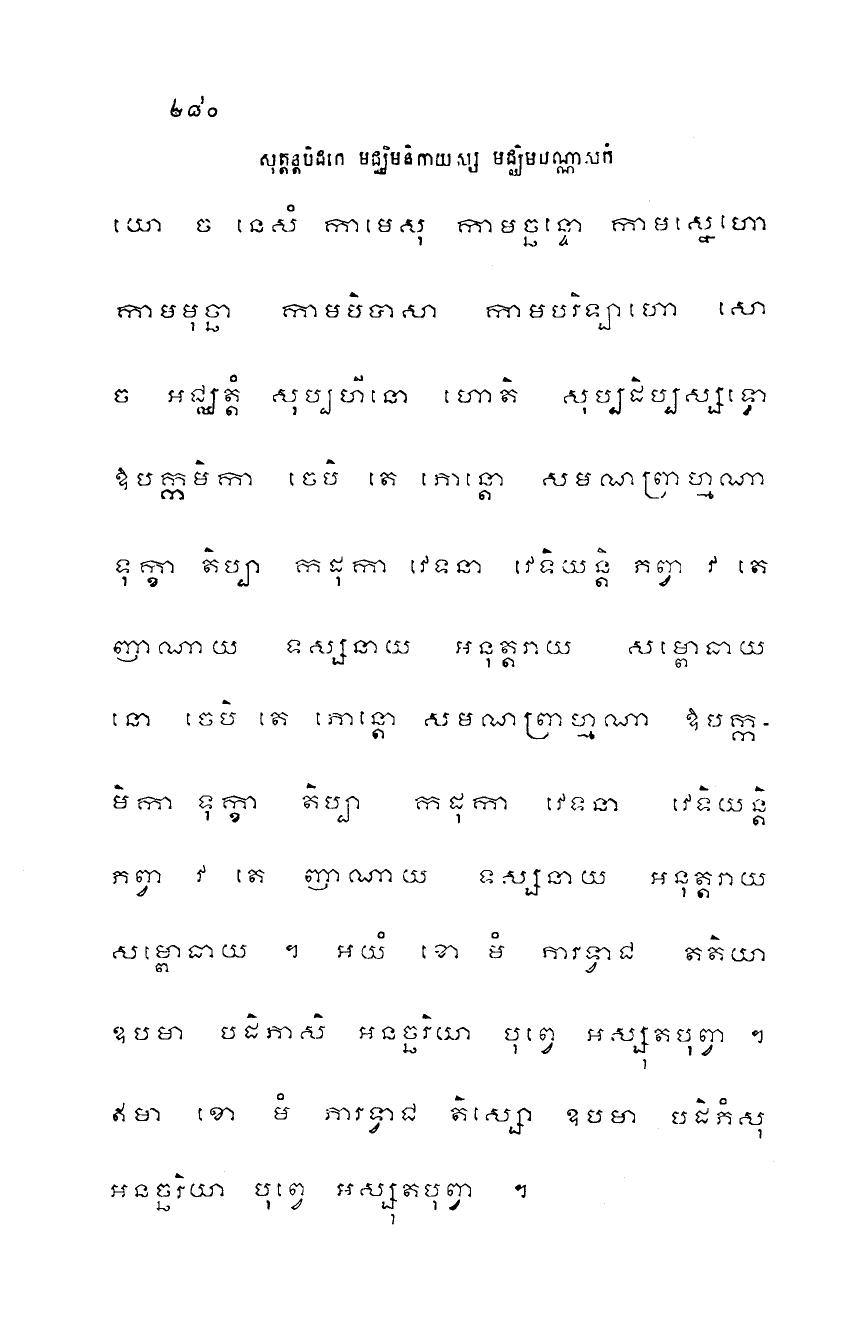 ២៨០
សុត្តន្តបិដកេ មជ្ឈិមនិកាយស្ស មជ្ឈិមបណ្ណាសកំ
យោ ច នេសំ កាមេសុ កាមច្ឆន្ទោ កាមស្នេហោ
កាមមុច្ឆា កាមបិបាសា កាមបរិឡាហោ សោ
ច អជ្ឈត្តំ សុប្បហីនោ ហោតិ សុប្បដិប្បស្សទ្ធោ
ឱបក្កមិកា ចេបិ តេ ភោន្តោ សមណព្រាហ្មណា
ទុក្ខា តិប្បា កដុកា វេទនា វេទិយន្តិ ភព្វា វ តេ
ញាណាយ ទស្សនាយ អនុត្តរាយ សម្ពោធាយ
នោ ចេបិ តេ ភោន្តោ សមណព្រាហ្មណា ឱបក្ក-
មិកា ទុក្ខា តិប្បា កដុកា វេទនា វេទិយន្តិ
ភព្វា វ តេ ញាណាយ ទស្សនាយ អនុត្តរាយ
សម្ពោធាយ ។ អយំ ខោ មំ ភារទ្វាជ តតិយា
ឧបមា បដិភាសិ អនច្ឆរិយា បុព្វេ អស្សុតបុព្វា ។
ឥមា ខោ មំ ភារទ្វាជ តិស្សោ ឧបមា បដិភំសុ
អនច្ឆរិយា បុព្វេ អស្សុតបុព្វា ។